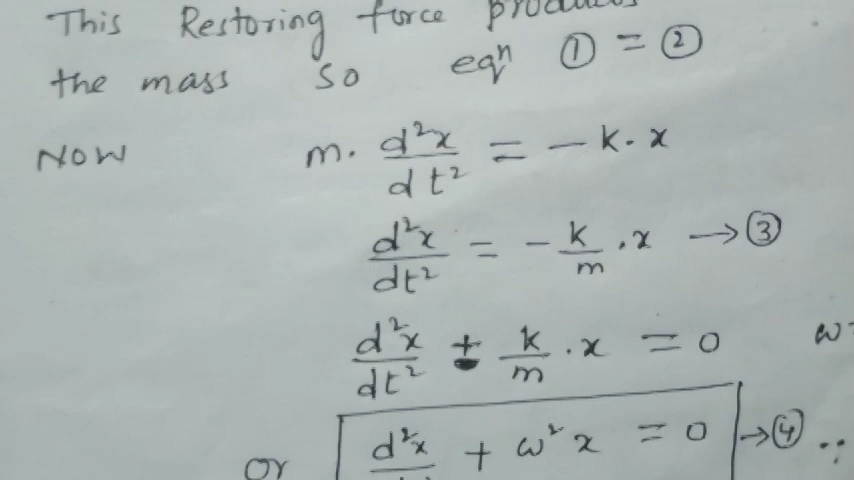 This Restoring force produces
the mass So eqⁿ ① = ②
NOW m. d²x/dt² = - k. x
d²x/dt² = - k/m . x → ③
d²x/dt² + k/m . x = 0 ω
or d²x + ω² x = 0 → ④ ..